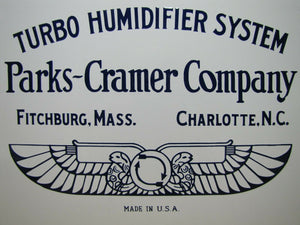 TURBO HUMIDIFIER SYSTEM
Parks-Cramer Company
FITCHBURG, MASS. CHARLOTTE, N.C.
MADE IN U.S.A.